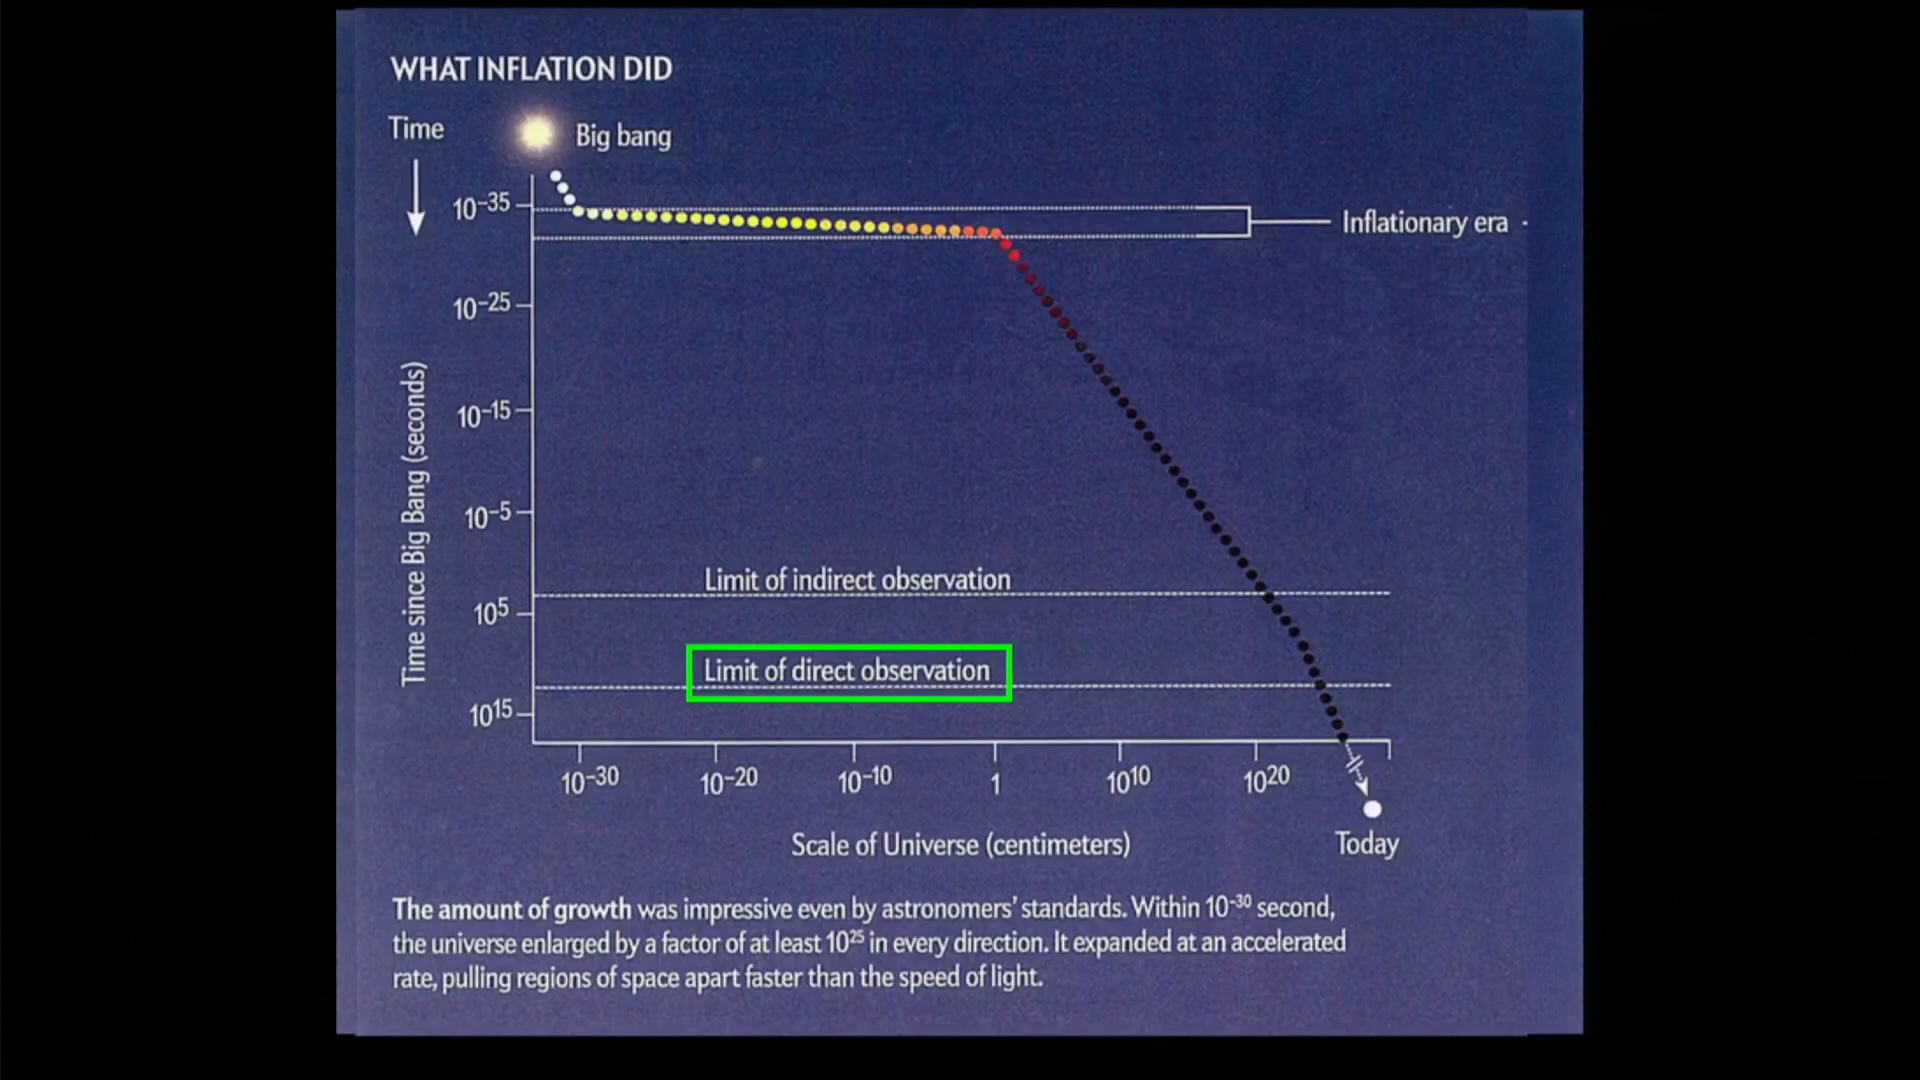 WHAT INFLATION DID
Time
Big bang
10⁻³⁵
Inflationary era
10⁻²⁵
10⁻¹⁵
10⁻⁵
10⁵
10¹⁵
Time since Big Bang (seconds)
Limit of indirect observation
Limit of direct observation
10⁻³⁰ 10⁻²⁰ 10⁻¹⁰ 1 10¹⁰ 10²⁰
Scale of Universe (centimeters)
Today
The amount of growth was impressive even by astronomers' standards. Within 10⁻³⁰ second,
the universe enlarged by a factor of at least 10²⁵ in every direction. It expanded at an accelerated
rate, pulling regions of space apart faster than the speed of light.